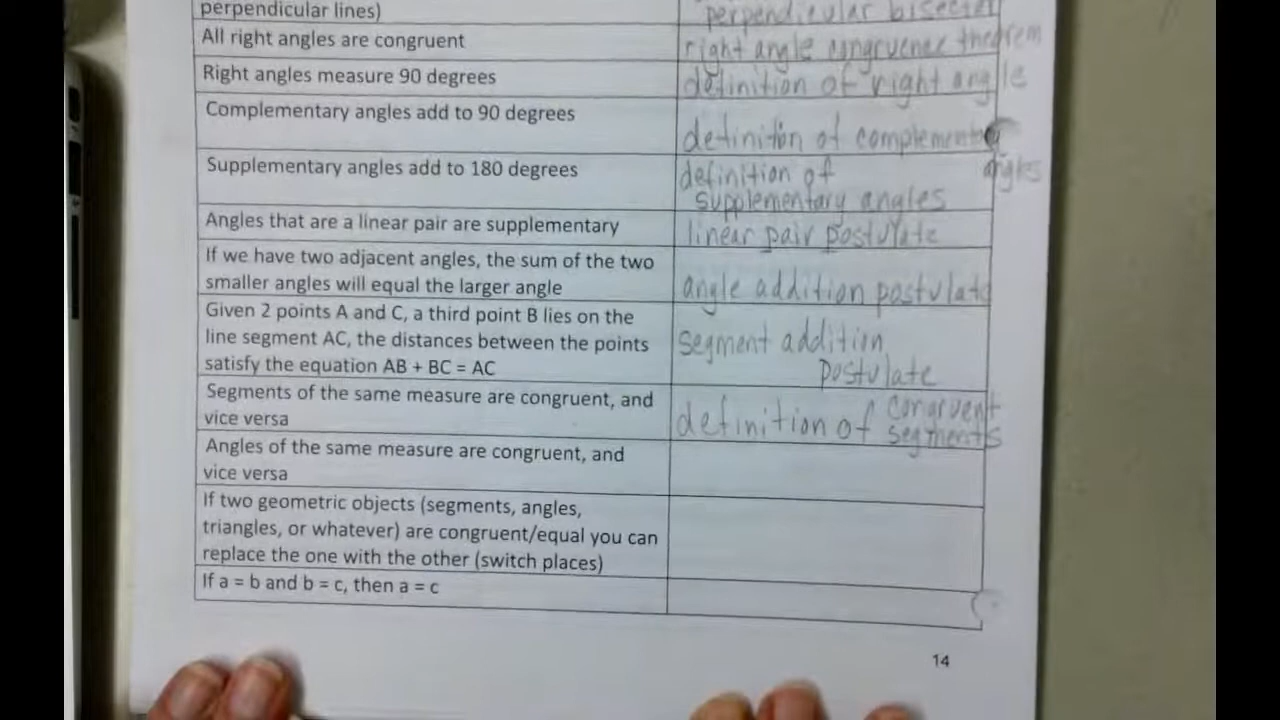 perpendicular lines)
perpendicular bisector
All right angles are congruent
right angle congruence theorem
Right angles measure 90 degrees
definition of right angle
Complementary angles add to 90 degrees
definition of complementary
angles
Supplementary angles add to 180 degrees
definition of
supplementary angles
Angles that are a linear pair are supplementary
linear pair postulate
If we have two adjacent angles, the sum of the two
smaller angles will equal the larger angle
angle addition postulate
Given 2 points A and C, a third point B lies on the
line segment AC, the distances between the points
satisfy the equation AB + BC = AC
segment addition
postulate
Segments of the same measure are congruent, and
vice versa
definition of congruent
segments
Angles of the same measure are congruent, and
vice versa
If two geometric objects (segments, angles,
triangles, or whatever) are congruent/equal you can
replace the one with the other (switch places)
If a = b and b = c, then a = c
14